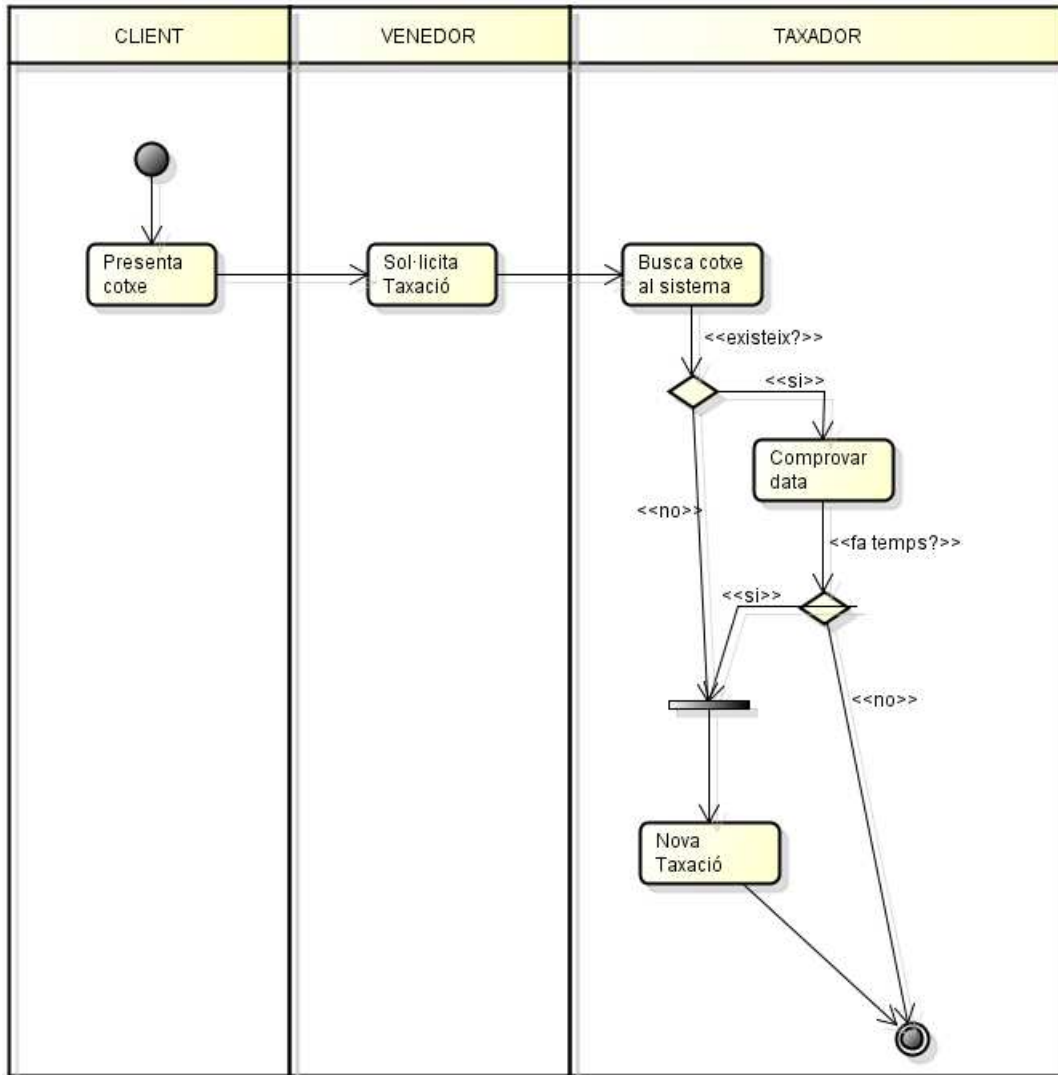 CLIENT
VENEDOR
TAXADOR
Presenta
cotxe
Sol·licita
Taxació
Busca cotxe
al sistema
<<existeix?>>
<<si>>
Comprovar
data
<<no>>
<<fa temps?>>
<<si>>
<<no>>
Nova
Taxació